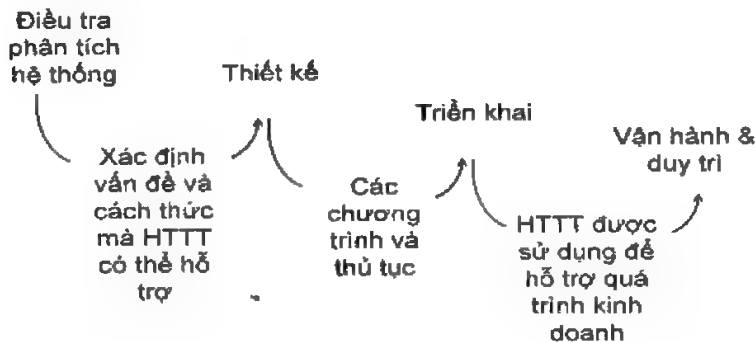 Điều tra
phân tích
hệ thống
Xác định
vấn đề và
cách thức
mà HTTT
có thể hỗ
trợ
Thiết kế
Các
chương
trình và
thủ tục
Triển khai
HTTT được
sử dụng để
hỗ trợ quá
trình kinh
doanh
Vận hành &
duy trì